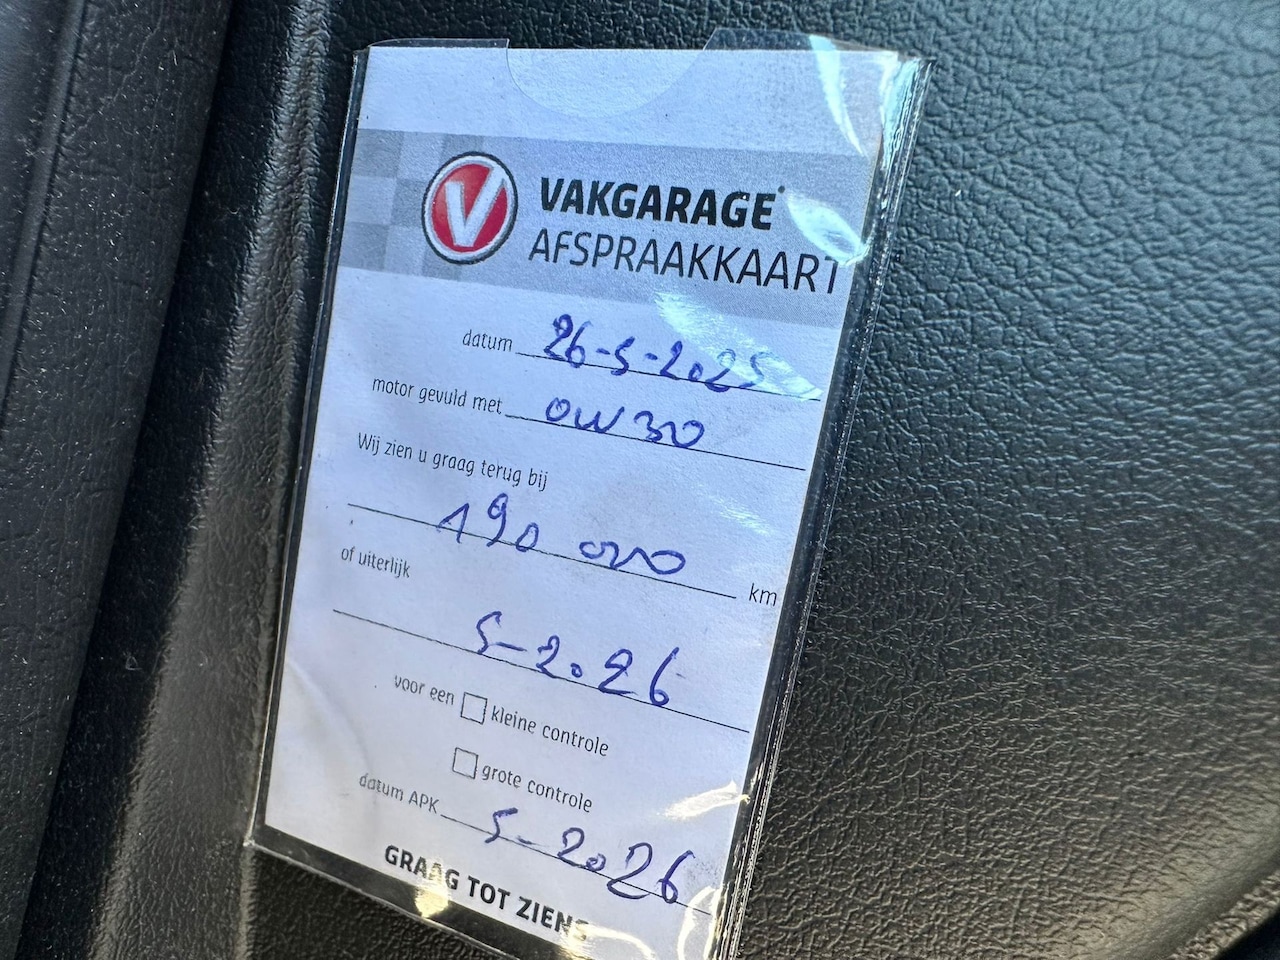 V VAKGARAGE
AFSPRAAKKAART
datum 26-5-2025
motor gevuld met 0W30
Wij zien u graag terug bij
190 000 km
of uiterlijk
5-2026
voor een kleine controle
grote controle
datum APK 5-2026
GRAAG TOT ZIENS